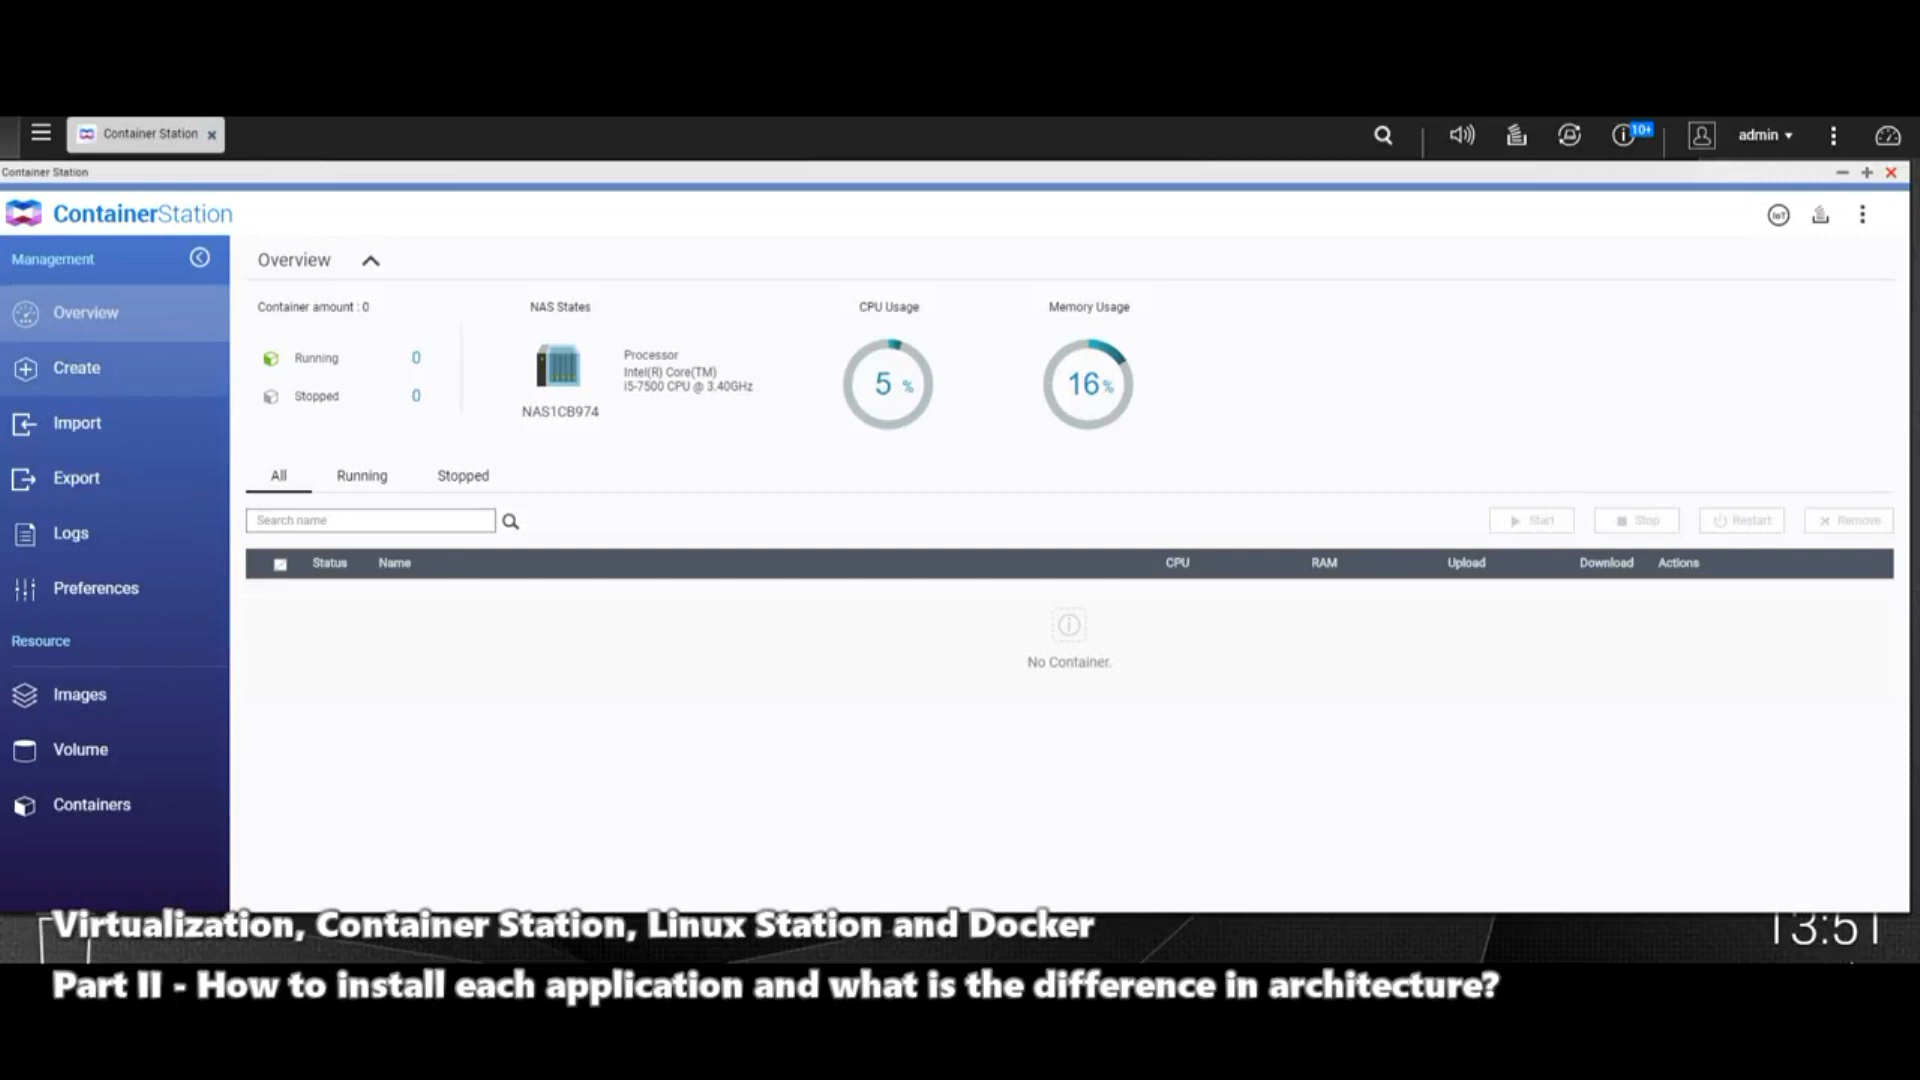 Container Station
10+
admin
Container Station
ContainerStation
IoT
Management
Overview
Create
Import
Export
Logs
Preferences
Resource
Images
Volume
Containers
Overview
Container amount : 0
Running 0
Stopped 0
NAS States
NAS1CB974
Processor
Intel(R) Core(TM)
i5-7500 CPU @ 3.40GHz
CPU Usage
5 %
Memory Usage
16%
All Running Stopped
Search name
Start Stop Restart Remove
Status Name CPU RAM Upload Download Actions
No Container.
13:51
Virtualization, Container Station, Linux Station and Docker
Part II - How to install each application and what is the difference in architecture?